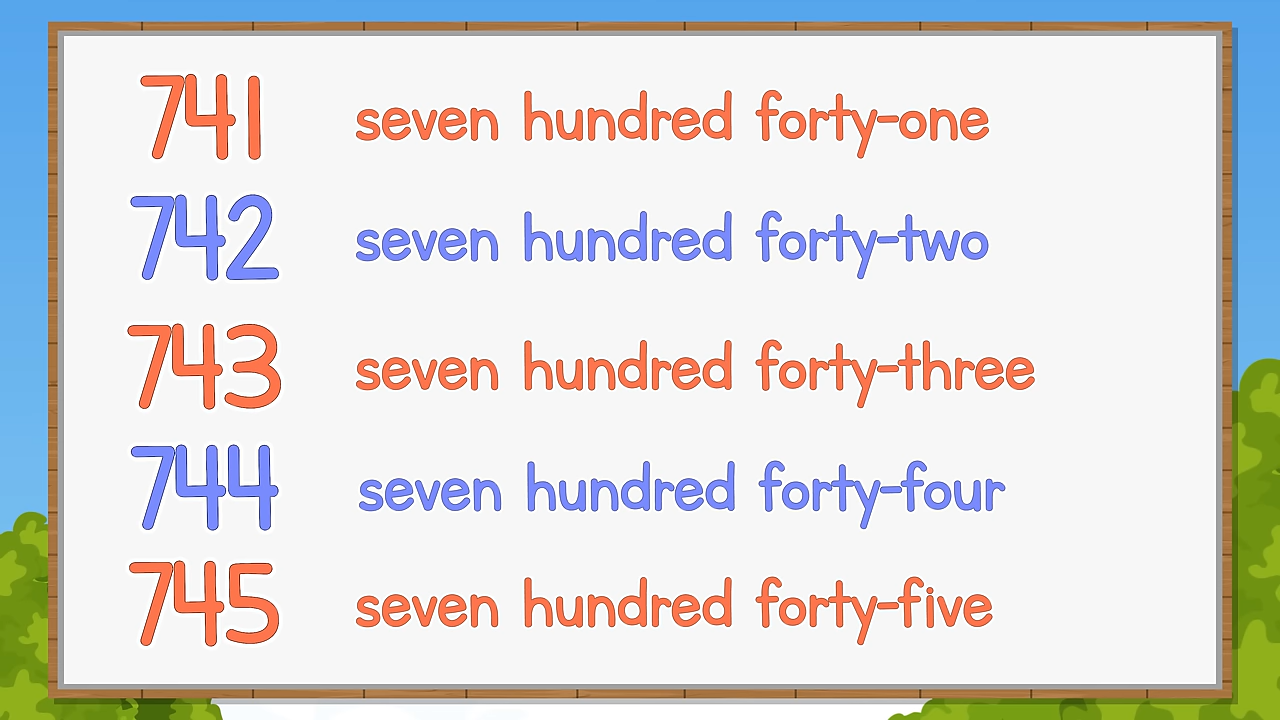 741 seven hundred forty-one
742 seven hundred forty-two
743 seven hundred forty-three
744 seven hundred forty-four
745 seven hundred forty-five